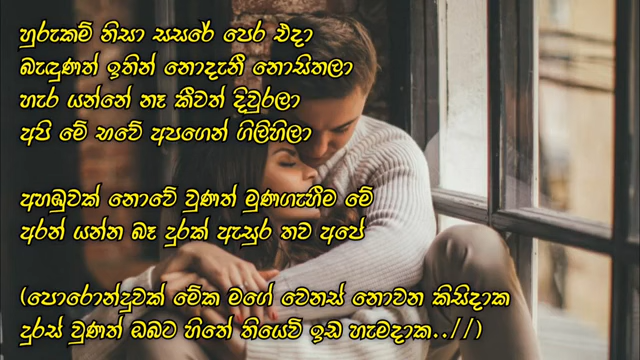 හුරුකම් නිසා සසරේ පෙර එදා
බැඳුණත් ඉතින් නොදැනී නොසිතලා
හැර යන්නේ නෑ කීවත් දිවුරලා
අපි මේ භවේ අපගෙන් ගිලිහිලා
අහඹුවක් නොවේ වුණත් මුණගැහීම මේ
අරන් යන්න බෑ දුරක් ඇසුර තව අපේ
(පොරොන්දුවක් මේක මගේ වෙනස් නොවන කිසිදාක
දුරස් වුණත් ඔබට හිතේ තියෙව් ඉඩ හැමදාක..//)